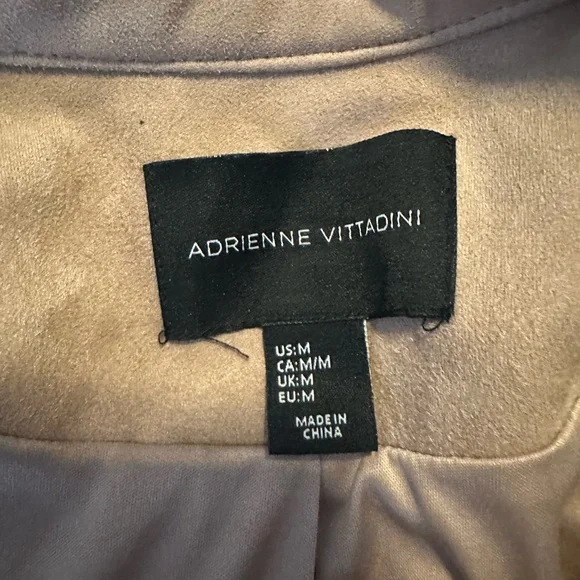 ADRIENNE VITTADINI
US:M
CA:M/M
UK:M
EU:M
MADE IN
CHINA